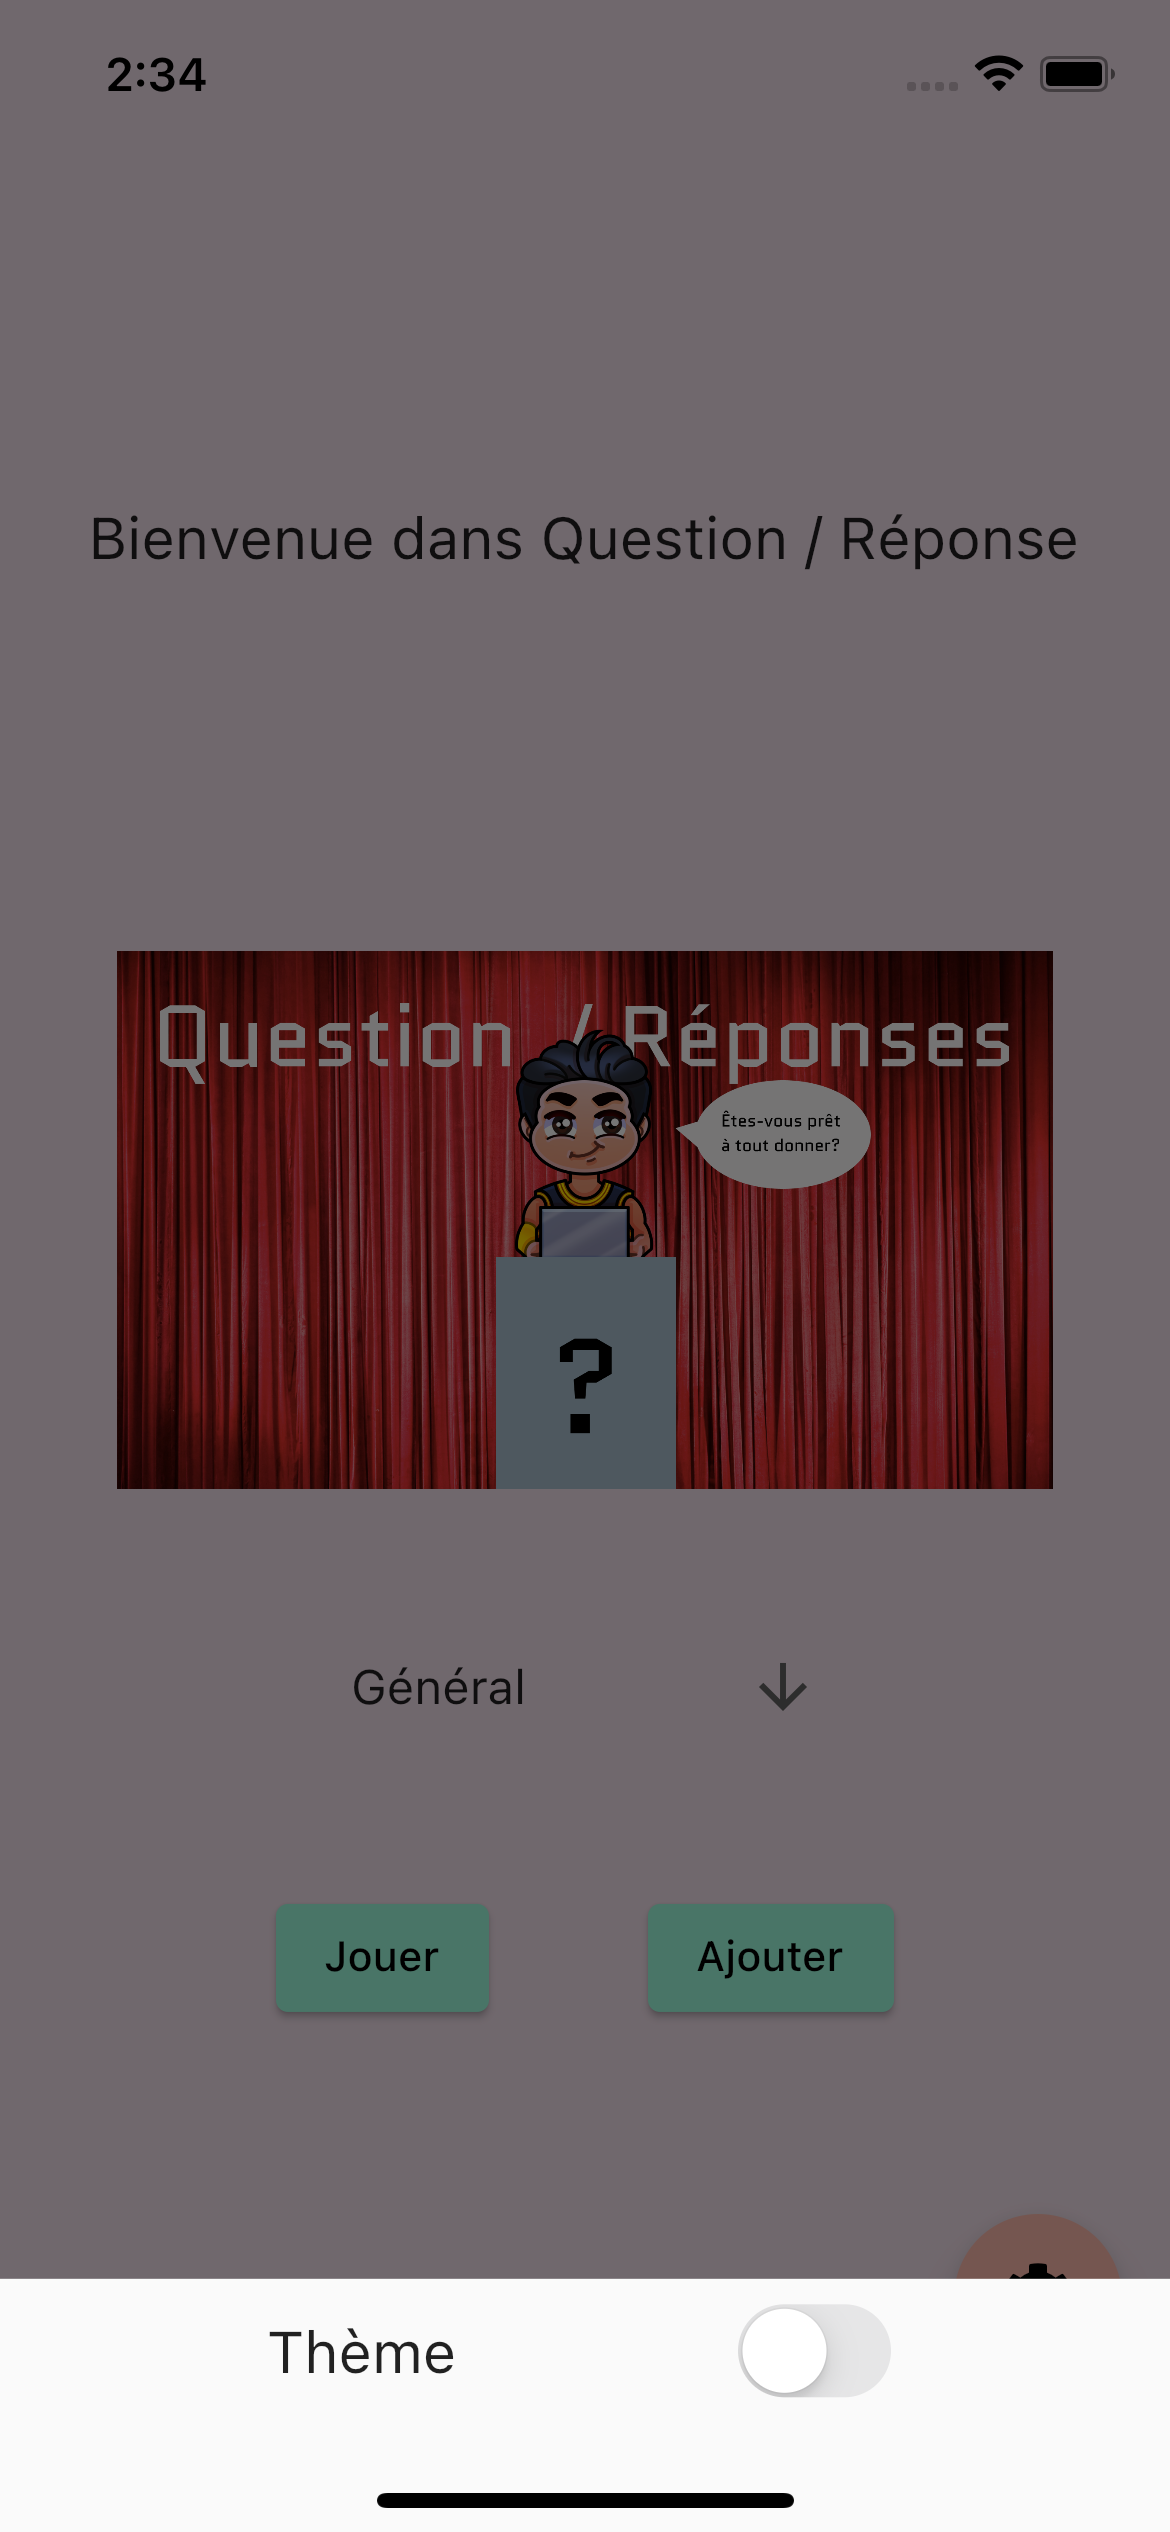 2:34
Bienvenue dans Question / Réponse
Question / Réponses
Êtes-vous prêt
à tout donner?
?
Général
Jouer
Ajouter
Thème